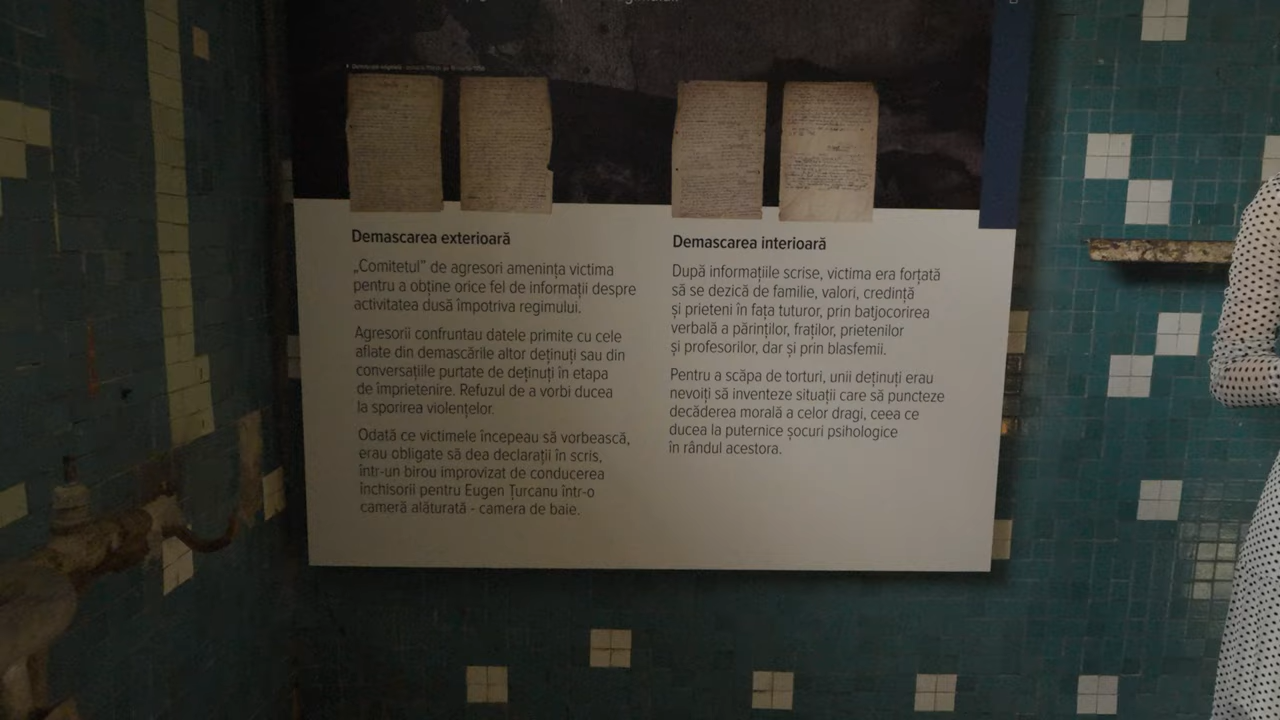 Demascarea exterioară
„Comitetul” de agresori amenința victima
pentru a obține orice fel de informații despre
activitatea dusă împotriva regimului.
Agresorii confruntau datele primite cu cele
aflate din demascările altor deținuți sau din
conversațiile purtate de deținuți în etapa
de împrietenire. Refuzul de a vorbi ducea
la sporirea violențelor.
Odată ce victimele începeau să vorbească,
erau obligate să dea declarații în scris,
într-un birou improvizat de conducerea
închisorii pentru Eugen Țurcanu într-o
cameră alăturată - camera de baie.
Demascarea interioară
După informațiile scrise, victima era forțată
să se dezică de familie, valori, credință
și prieteni în fața tuturor, prin batjocorirea
verbală a părinților, fraților, prietenilor
și profesorilor, dar și prin blasfemii.
Pentru a scăpa de torturi, unii deținuți erau
nevoiți să inventeze situații care să puncteze
decăderea morală a celor dragi, ceea ce
ducea la puternice șocuri psihologice
în rândul acestora.